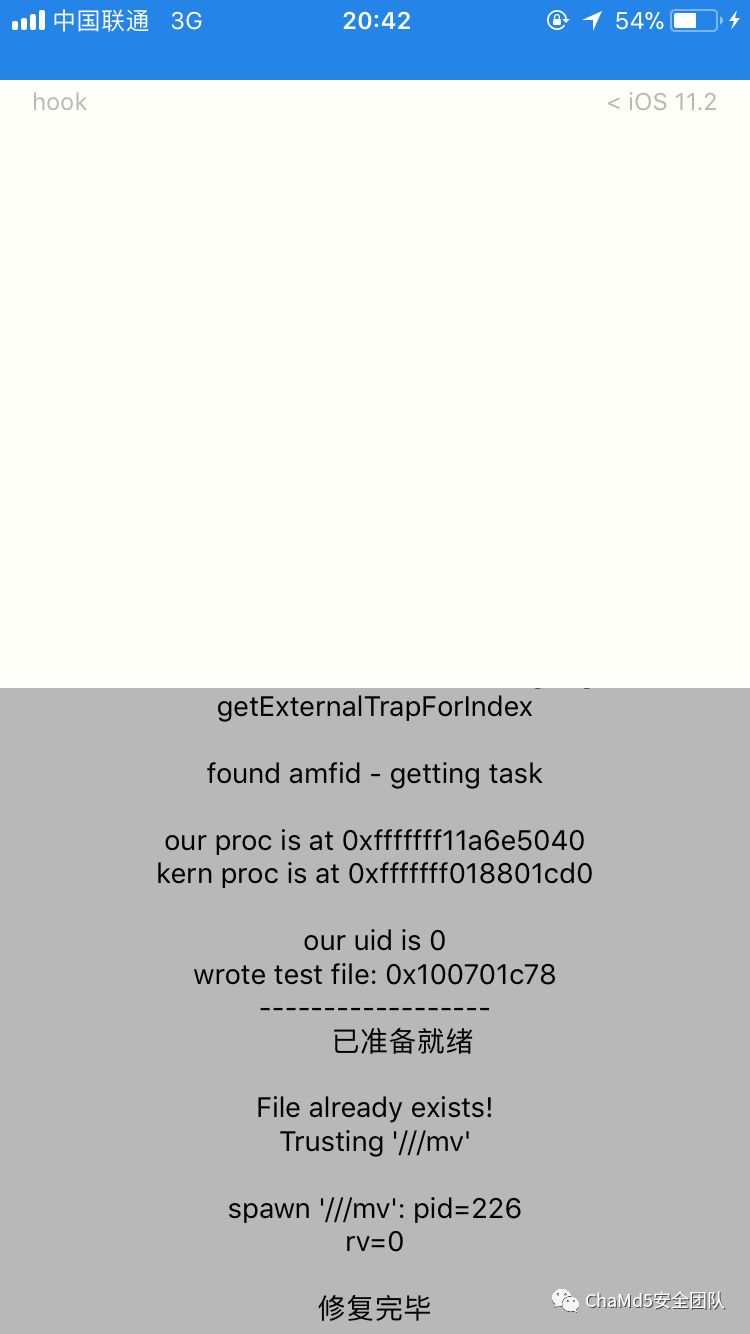 中国联通 3G 20:42 54%
hook < iOS 11.2
getExternalTrapForIndex
found amfid - getting task
our proc is at 0xfffffff11a6e5040
kern proc is at 0xfffffff018801cd0
our uid is 0
wrote test file: 0x100701c78
------------------
已准备就绪
File already exists!
Trusting '///mv'
spawn '///mv': pid=226
rv=0
修复完毕
ChaMd5安全团队